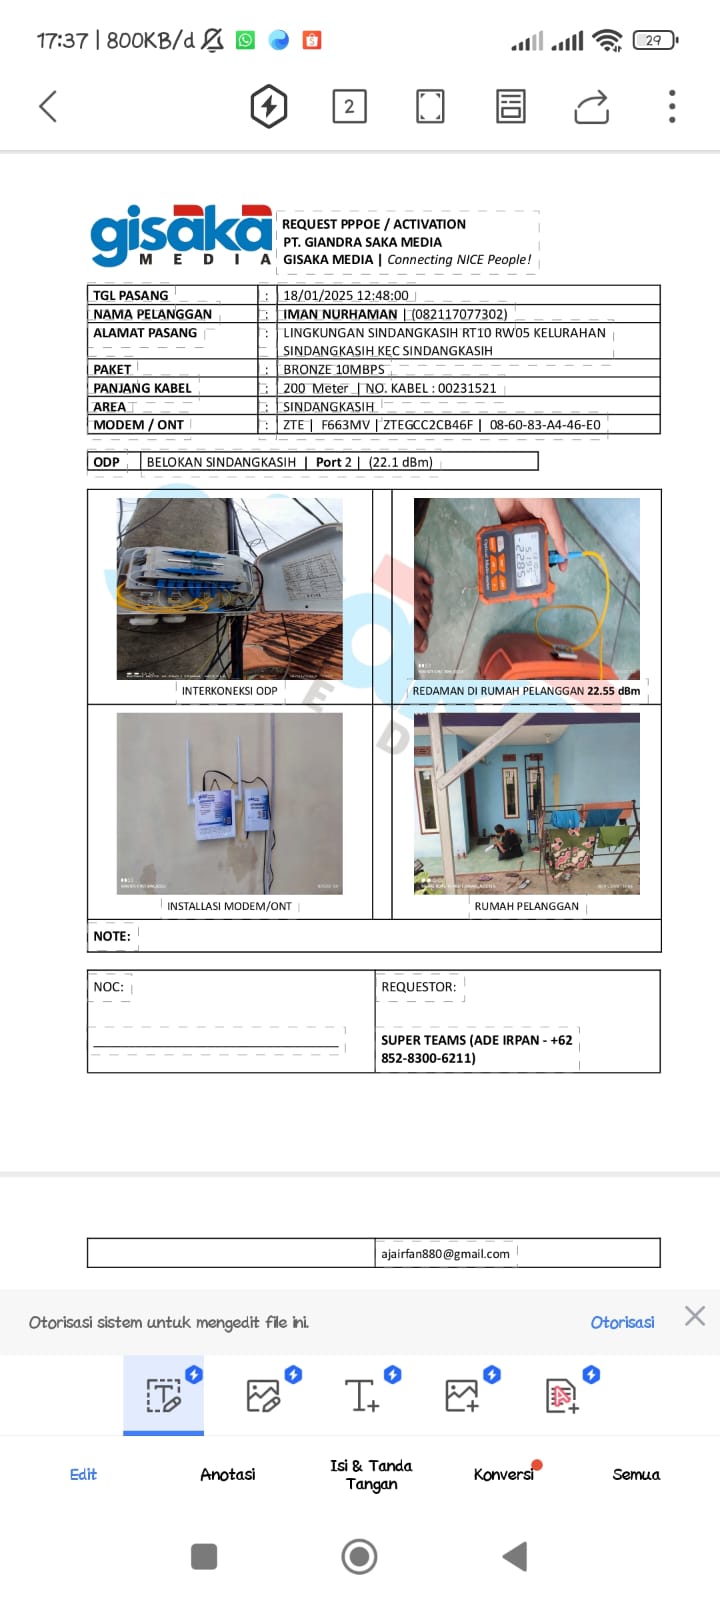 17:37 | 800KB/d
29
2
gisaka
MEDIA
REQUEST PPPOE / ACTIVATION
PT. GIANDRA SAKA MEDIA
GISAKA MEDIA | Connecting NICE People!
TGL PASANG : 18/01/2025 12:48:00
NAMA PELANGGAN : IMAN NURHAMAN | (082117077302)
ALAMAT PASANG : LINGKUNGAN SINDANGKASIH RT10 RW05 KELURAHAN
SINDANGKASIH KEC SINDANGKASIH
PAKET : BRONZE 10MBPS
PANJANG KABEL : 200 Meter | NO. KABEL : 00231521
AREA : SINDANGKASIH
MODEM / ONT : ZTE | F663MV | ZTEGCC2CB46F | 08-60-83-A4-46-E0
ODP BELOKAN SINDANGKASIH | Port 2 | (22.1 dBm)
INTERKONEKSI ODP
REDAMAN DI RUMAH PELANGGAN 22.55 dBm
INSTALLASI MODEM/ONT
RUMAH PELANGGAN
NOTE:
NOC:
REQUESTOR:
SUPER TEAMS (ADE IRPAN - +62
852-8300-6211)
ajairfan880@gmail.com
Otorisasi sistem untuk mengedit file ini.
Otorisasi
Edit
Anotasi
Isi & Tanda
Tangan
Konversi
Semua